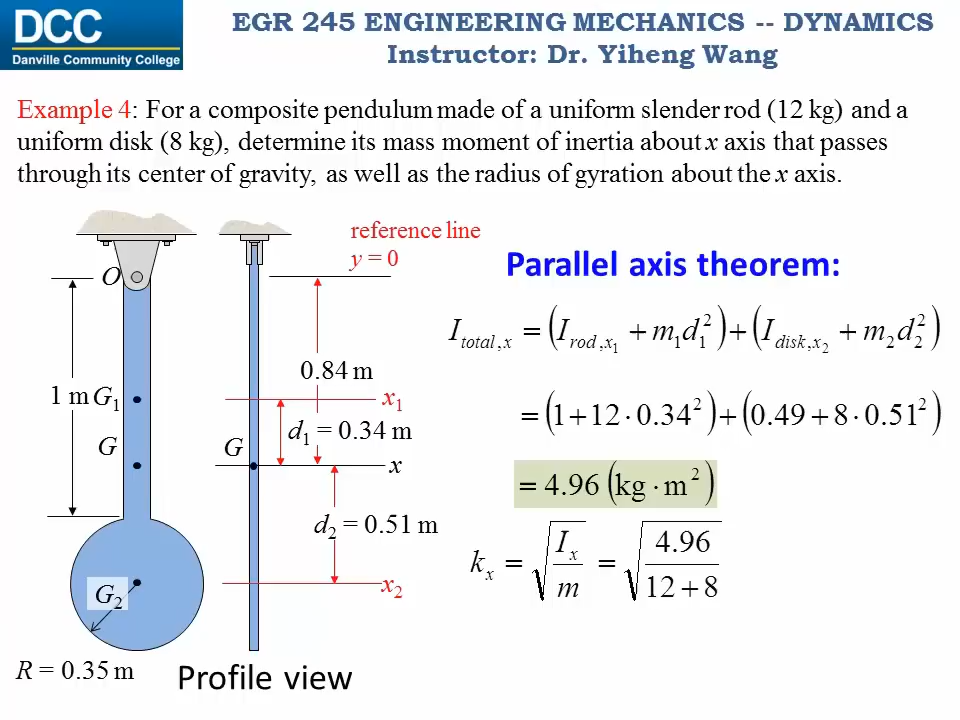 DCC
Danville Community College
EGR 245 ENGINEERING MECHANICS -- DYNAMICS
Instructor: Dr. Yiheng Wang
Example 4: For a composite pendulum made of a uniform slender rod (12 kg) and a
uniform disk (8 kg), determine its mass moment of inertia about x axis that passes
through its center of gravity, as well as the radius of gyration about the x axis.
reference line
y = 0
O
1 m
G₁
G
G₂
R = 0.35 m
0.84 m
x₁
d₁ = 0.34 m
G
x
d₂ = 0.51 m
x₂
Profile view
Parallel axis theorem:
I_total,x = (I_rod,x₁ + m₁d₁²) + (I_disk,x₂ + m₂d₂²)
= (1 + 12 · 0.34²) + (0.49 + 8 · 0.51²)
= 4.96 (kg · m²)
kₓ = √(Iₓ/m) = √(4.96/(12 + 8))